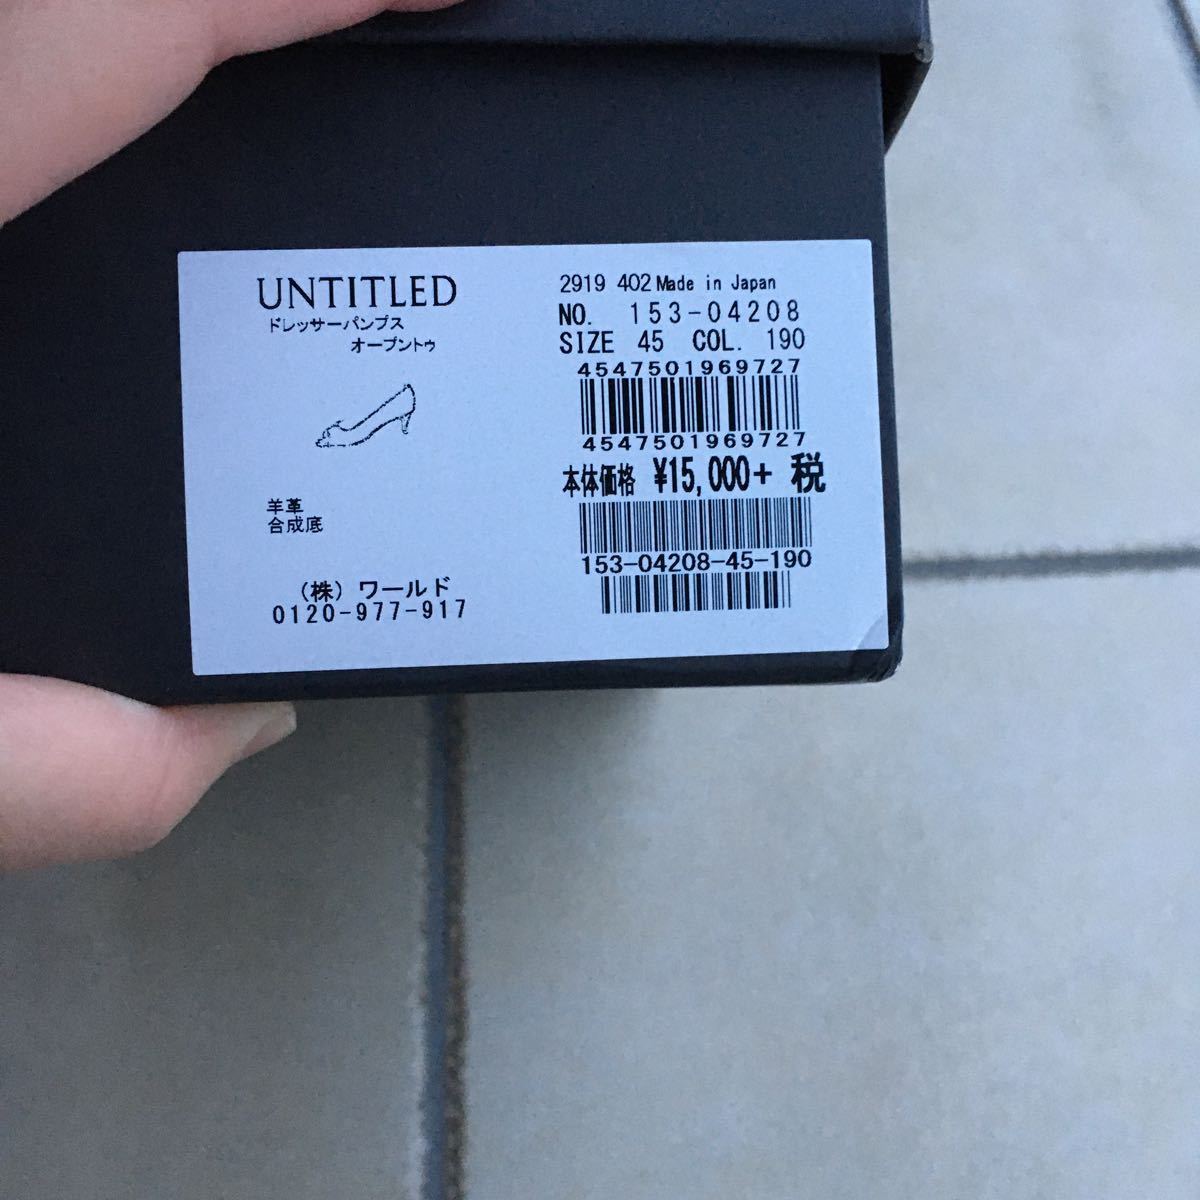 UNTITLED
ドレッサーパンプス
オープントゥ
羊革
合成底
(株)ワールド
0120-977-917
2919 402 Made in Japan
NO. 153-04208
SIZE 45 COL. 190
4547501969727
4547501969727
本体価格 ¥15,000+ 税
153-04208-45-190